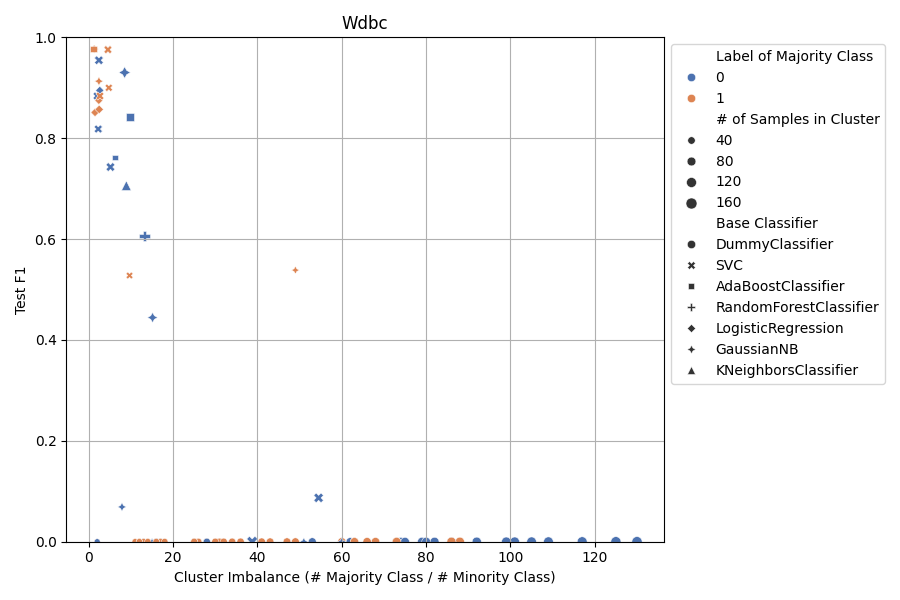 Wdbc
1.0
0.8
0.6
0.4
0.2
0.0
Test F1
0
20
40
60
80
100
120
Cluster Imbalance (# Majority Class / # Minority Class)
Label of Majority Class
0
1
# of Samples in Cluster
40
80
120
160
Base Classifier
DummyClassifier
SVC
AdaBoostClassifier
RandomForestClassifier
LogisticRegression
GaussianNB
KNeighborsClassifier